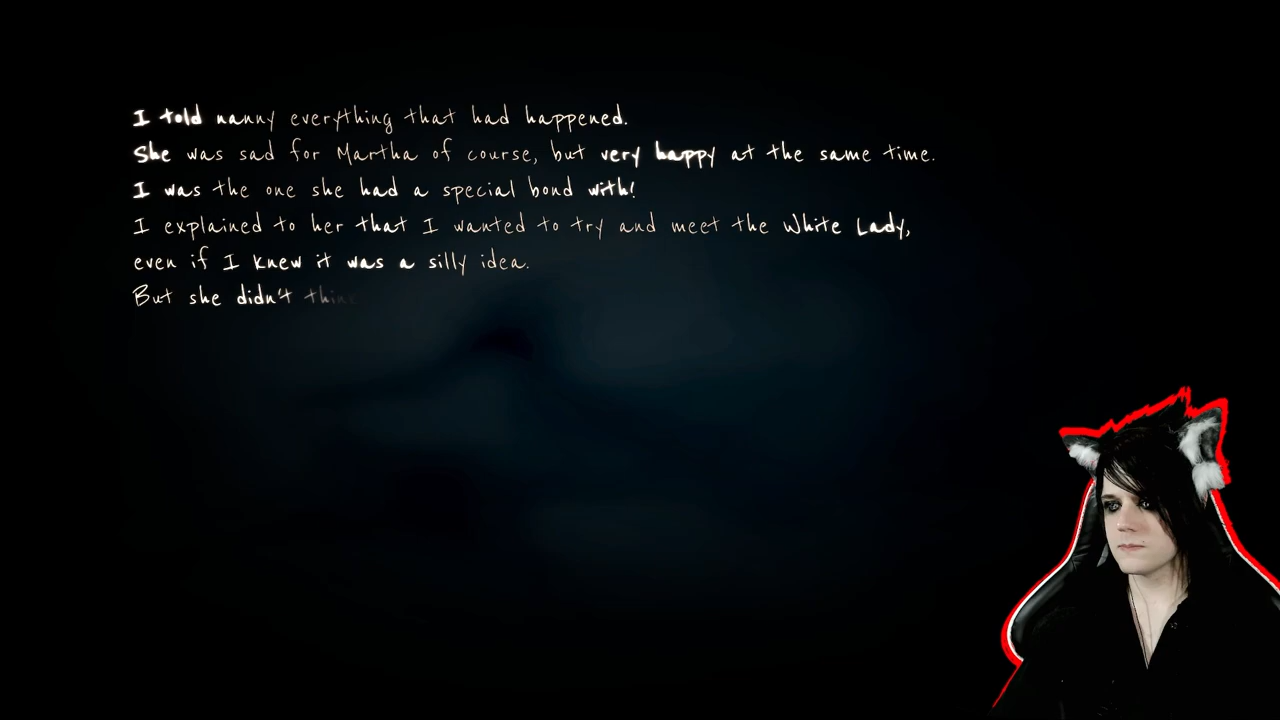 I told nanny everything that had happened.
She was sad for Martha of course, but very happy at the same time.
I was the one she had a special bond with!
I explained to her that I wanted to try and meet the White Lady,
even if I knew it was a silly idea.
But she didn't